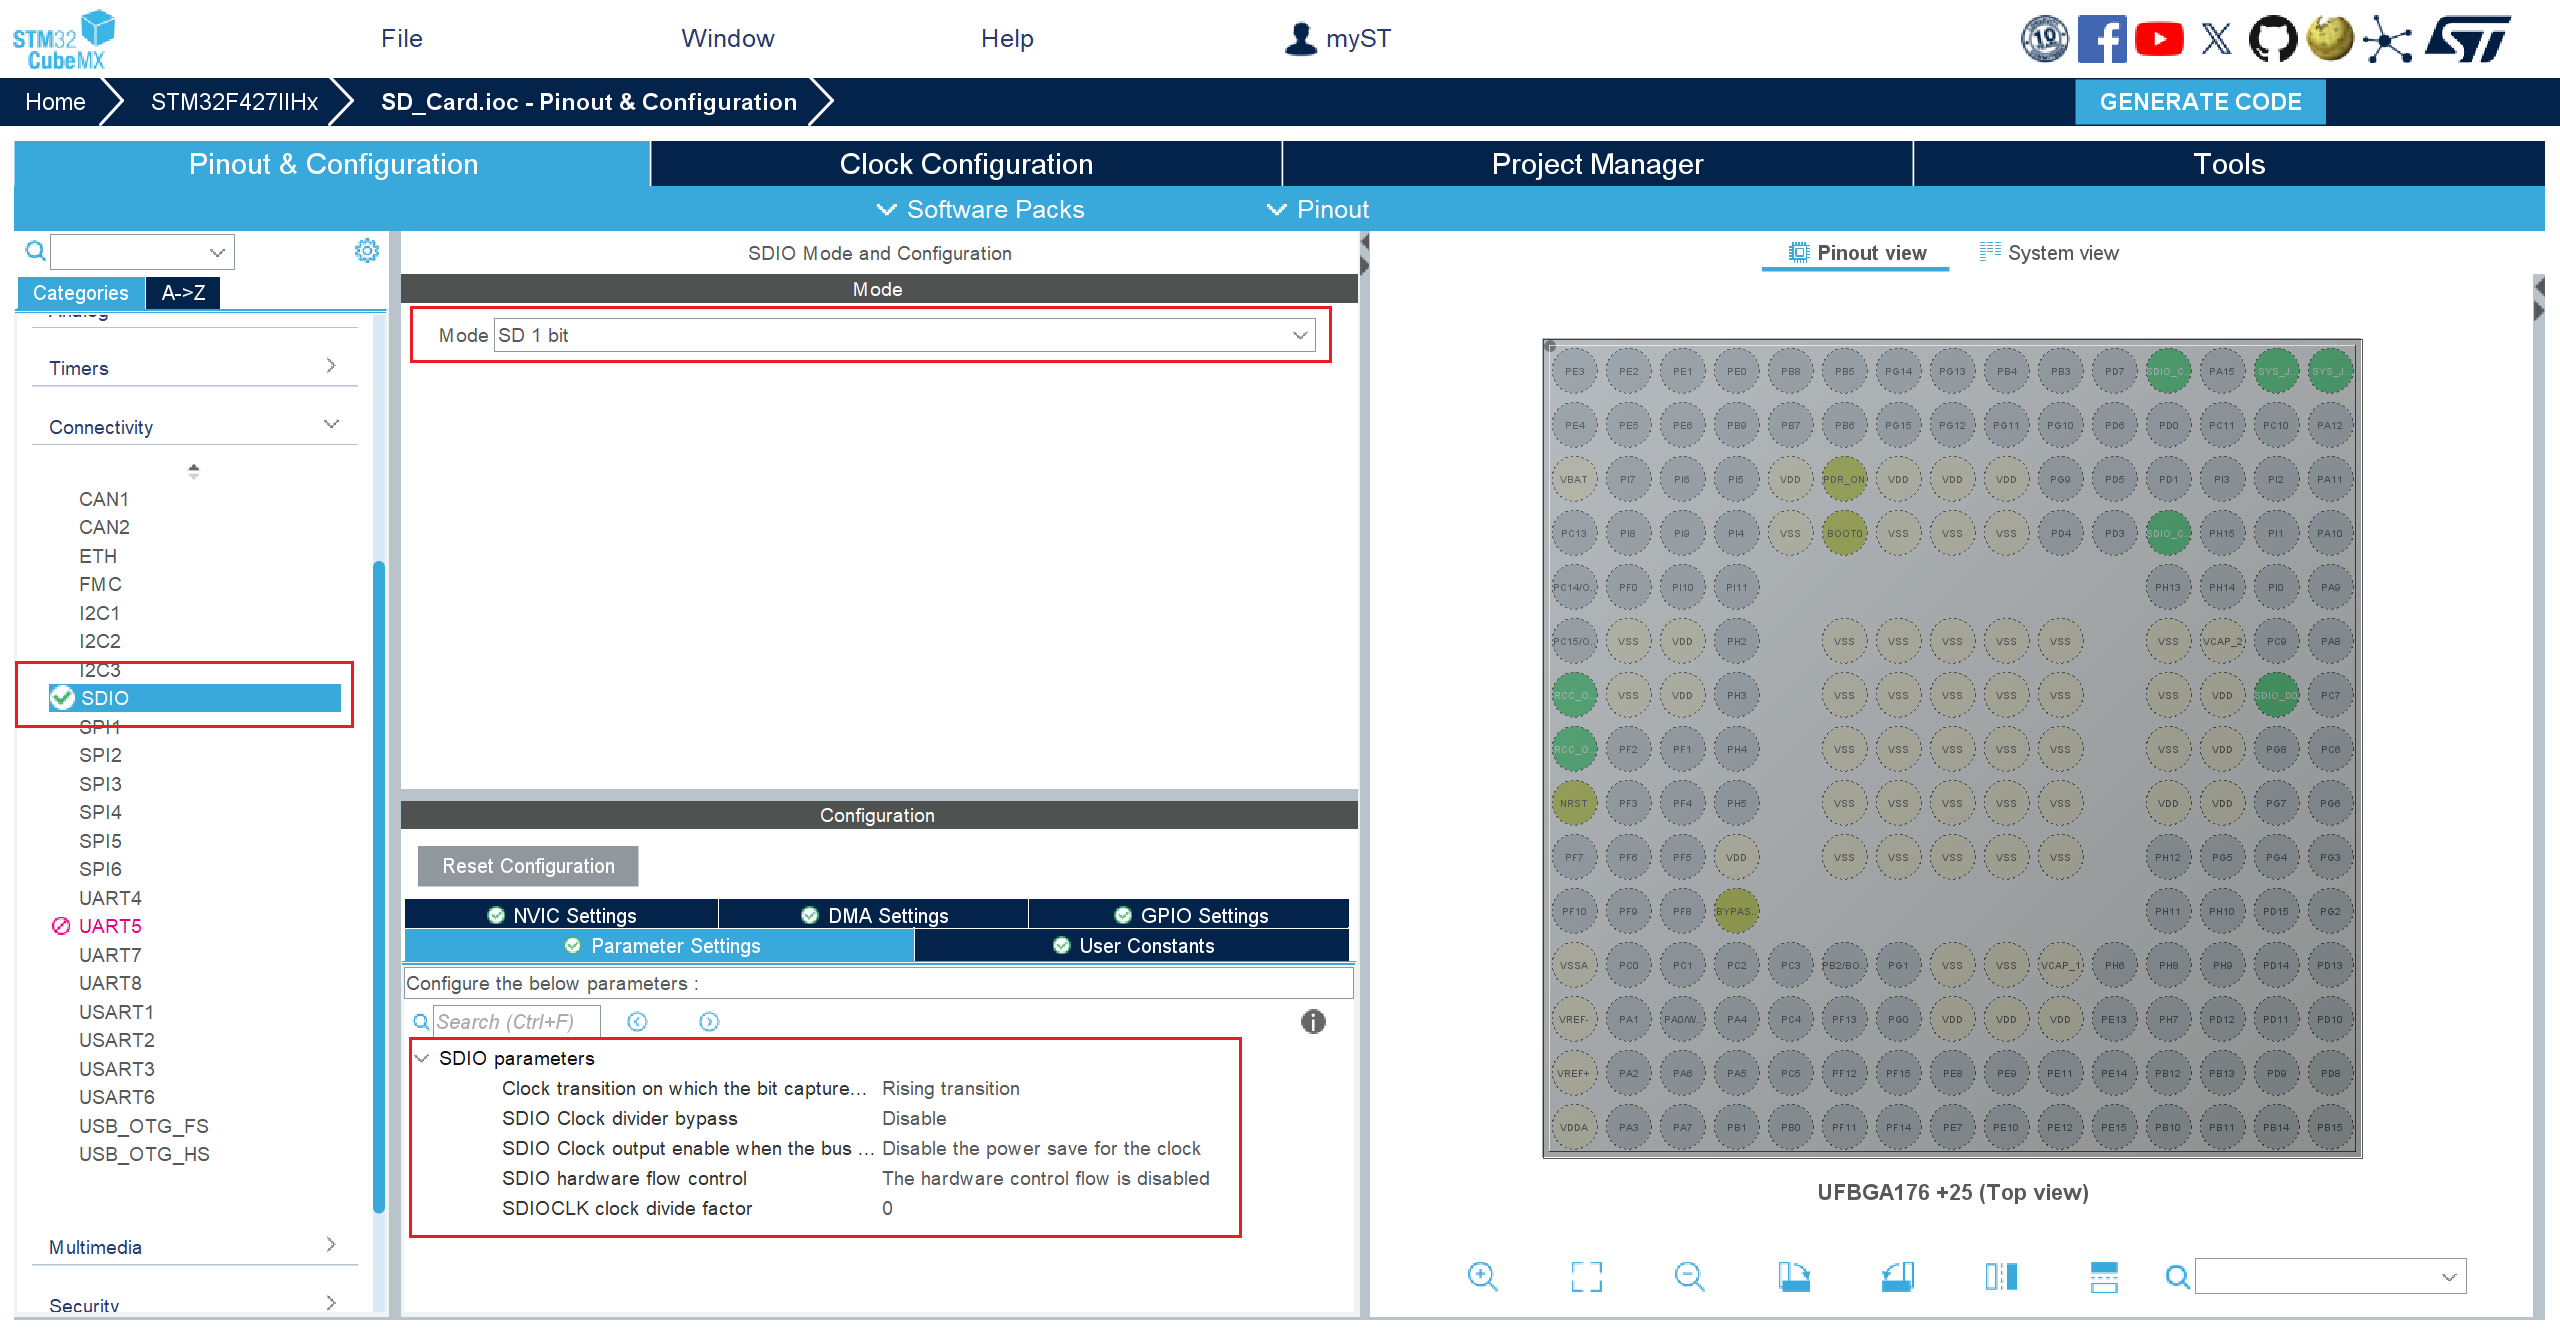 STM32
CubeMX
File
Window
Help
myST
Home
STM32F427IIHx
SD_Card.ioc - Pinout & Configuration
GENERATE CODE
Pinout & Configuration
Clock Configuration
Project Manager
Tools
Software Packs
Pinout
Categories
A->Z
Timers
Connectivity
CAN1
CAN2
ETH
FMC
I2C1
I2C2
I2C3
SDIO
SPI1
SPI2
SPI3
SPI4
SPI5
SPI6
UART4
UART5
UART7
UART8
USART1
USART2
USART3
USART6
USB_OTG_FS
USB_OTG_HS
Multimedia
Security
SDIO Mode and Configuration
Mode
Mode SD 1 bit
Configuration
Reset Configuration
NVIC Settings DMA Settings GPIO Settings
Parameter Settings User Constants
Configure the below parameters :
Search (Ctrl+F)
SDIO parameters
Clock transition on which the bit capture... Rising transition
SDIO Clock divider bypass Disable
SDIO Clock output enable when the bus ... Disable the power save for the clock
SDIO hardware flow control The hardware control flow is disabled
SDIOCLK clock divide factor 0
Pinout view
System view
PE3 PE2 PE1 PE0 PB8 PB5 PG14 PG13 PB4 PB3 PD7 SDIO_C.. PA15 SYS_J.. SYS_J..
PE4 PE5 PE6 PB9 PB7 PB6 PG15 PG12 PG11 PG10 PD6 PD0 PC11 PC10 PA12
VBAT PI7 PI6 PI5 VDD PDR_ON VDD VDD VDD PG9 PD5 PD1 PI3 PI2 PA11
PC13 PI8 PI9 PI4 VSS BOOT0 VSS VSS VSS PD4 PD3 SDIO_C.. PH15 PI1 PA10
PC14/O.. PF0 PI10 PI11 PH13 PH14 PI0 PA9
PC15/O.. VSS VDD PH2 VSS VSS VSS VSS VSS VSS VCAP_2 PC9 PA8
RCC_O.. VSS VDD PH3 VSS VSS VSS VSS VSS VSS VDD SDIO_D0 PC7
RCC_O.. PF2 PF1 PH4 VSS VSS VSS VSS VSS VSS VDD PG8 PC6
NRST PF3 PF4 PH5 VSS VSS VSS VSS VSS VDD VDD PG7 PG6
PF7 PF6 PF5 VDD VSS VSS VSS VSS VSS PH12 PG5 PG4 PG3
PF10 PF9 PF8 BYPAS.. PH11 PH10 PD15 PG2
VSSA PC0 PC1 PC2 PC3 PB2/BO.. PG1 VSS VSS VCAP_1 PH6 PH8 PH9 PD14 PD13
VREF- PA1 PA0/W.. PA4 PC4 PF13 PG0 VDD VDD VDD PE13 PH7 PD12 PD11 PD10
VREF+ PA2 PA6 PA5 PC5 PF12 PF15 PE8 PE9 PE11 PE14 PB12 PB13 PD9 PD8
VDDA PA3 PA7 PB1 PB0 PF11 PF14 PE7 PE10 PE12 PE15 PB10 PB11 PB14 PB15
UFBGA176 +25 (Top view)